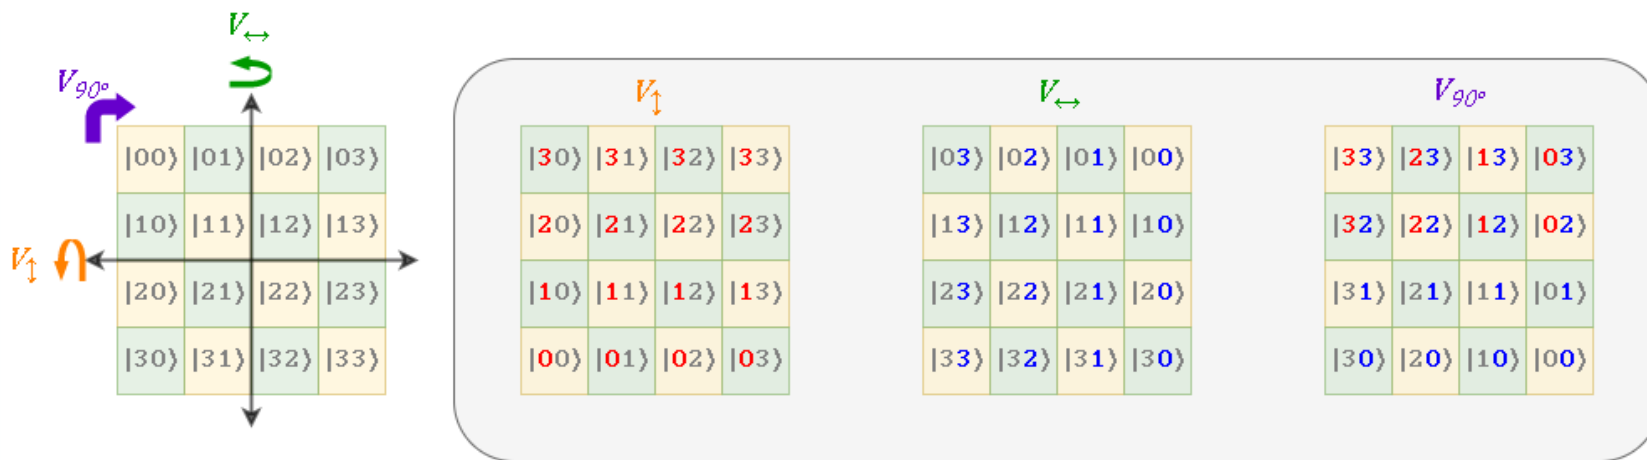 V↔
V90°
V↕
|00⟩ |01⟩ |02⟩ |03⟩
|10⟩ |11⟩ |12⟩ |13⟩
|20⟩ |21⟩ |22⟩ |23⟩
|30⟩ |31⟩ |32⟩ |33⟩
V↕
|30⟩ |31⟩ |32⟩ |33⟩
|20⟩ |21⟩ |22⟩ |23⟩
|10⟩ |11⟩ |12⟩ |13⟩
|00⟩ |01⟩ |02⟩ |03⟩
V↔
|03⟩ |02⟩ |01⟩ |00⟩
|13⟩ |12⟩ |11⟩ |10⟩
|23⟩ |22⟩ |21⟩ |20⟩
|33⟩ |32⟩ |31⟩ |30⟩
V90°
|33⟩ |23⟩ |13⟩ |03⟩
|32⟩ |22⟩ |12⟩ |02⟩
|31⟩ |21⟩ |11⟩ |01⟩
|30⟩ |20⟩ |10⟩ |00⟩